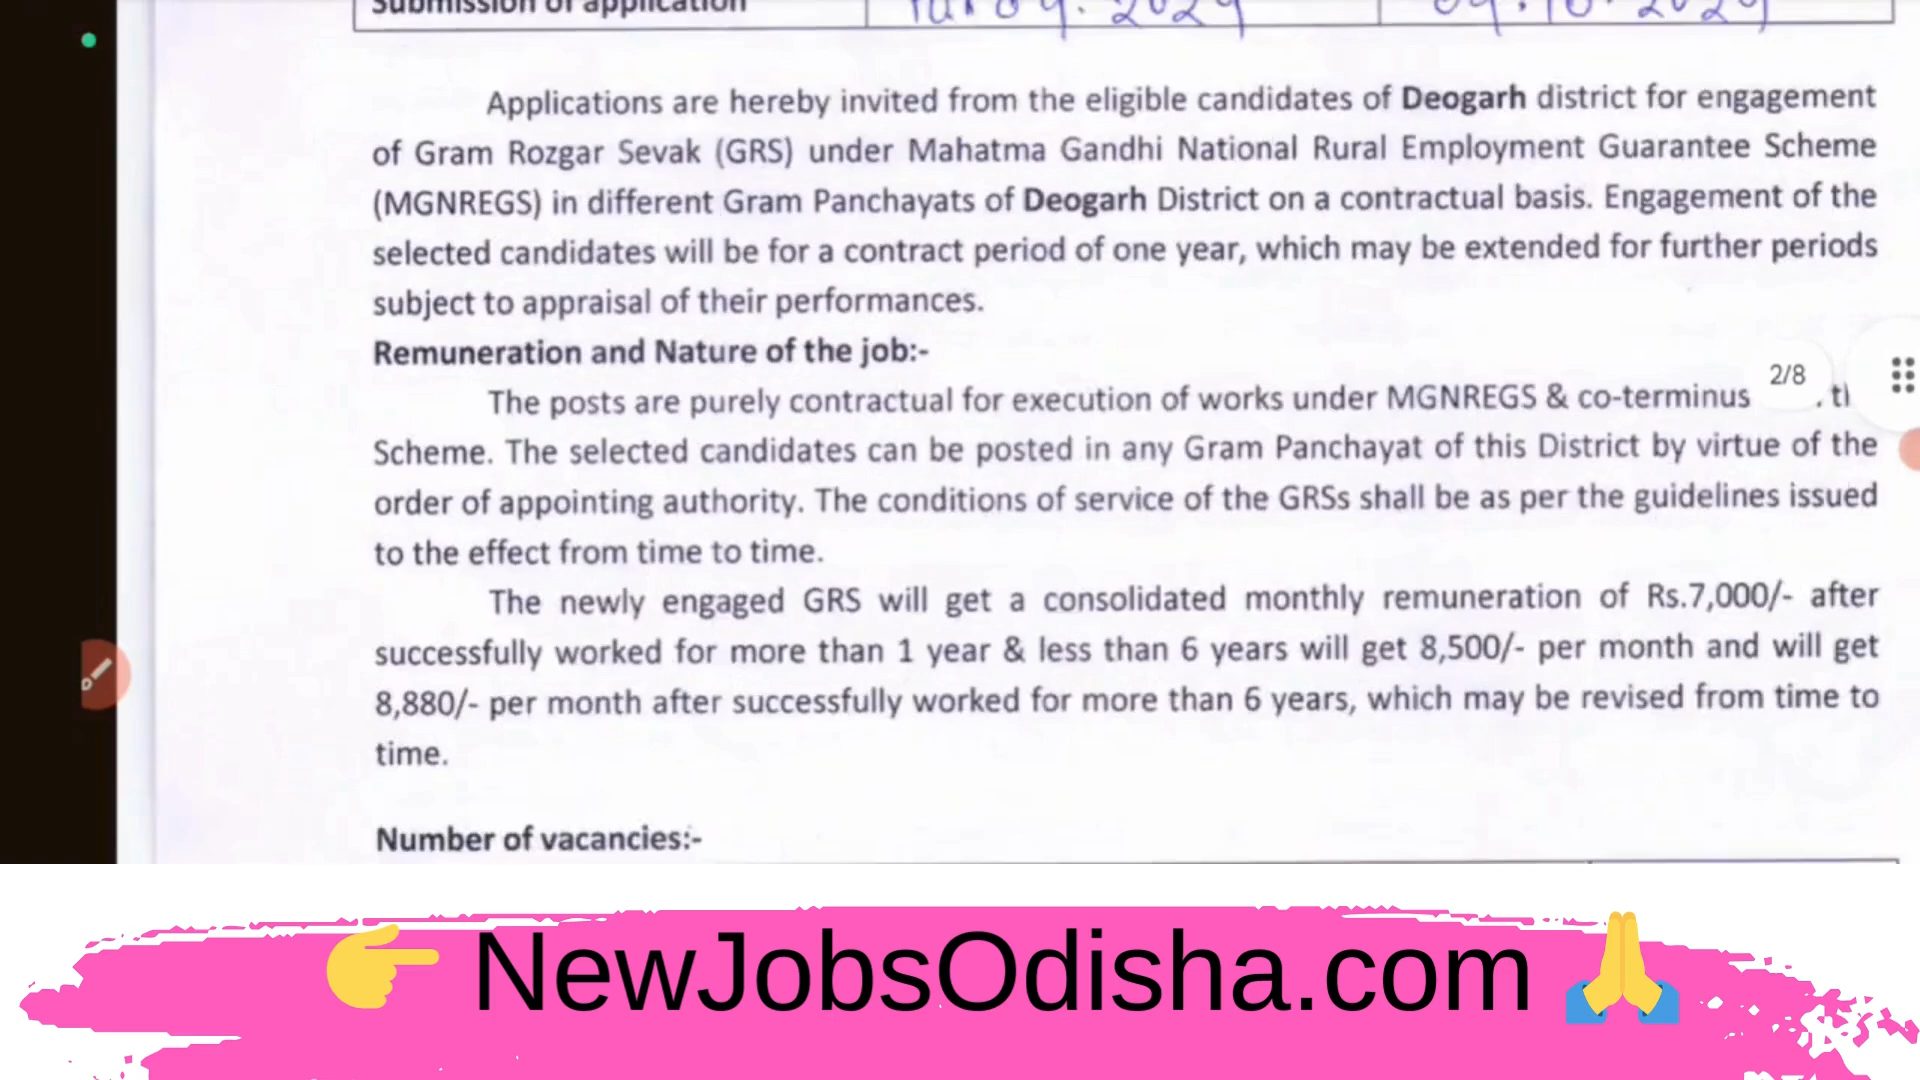 Submission of application 09.2024 09.10.2024
Applications are hereby invited from the eligible candidates of Deogarh district for engagement
of Gram Rozgar Sevak (GRS) under Mahatma Gandhi National Rural Employment Guarantee Scheme
(MGNREGS) in different Gram Panchayats of Deogarh District on a contractual basis. Engagement of the
selected candidates will be for a contract period of one year, which may be extended for further periods
subject to appraisal of their performances.
Remuneration and Nature of the job:-
The posts are purely contractual for execution of works under MGNREGS & co-terminus
2/8
Scheme. The selected candidates can be posted in any Gram Panchayat of this District by virtue of the
order of appointing authority. The conditions of service of the GRSs shall be as per the guidelines issued
to the effect from time to time.
The newly engaged GRS will get a consolidated monthly remuneration of Rs.7,000/- after
successfully worked for more than 1 year & less than 6 years will get 8,500/- per month and will get
8,880/- per month after successfully worked for more than 6 years, which may be revised from time to
time.
Number of vacancies:-
NewJobsOdisha.com